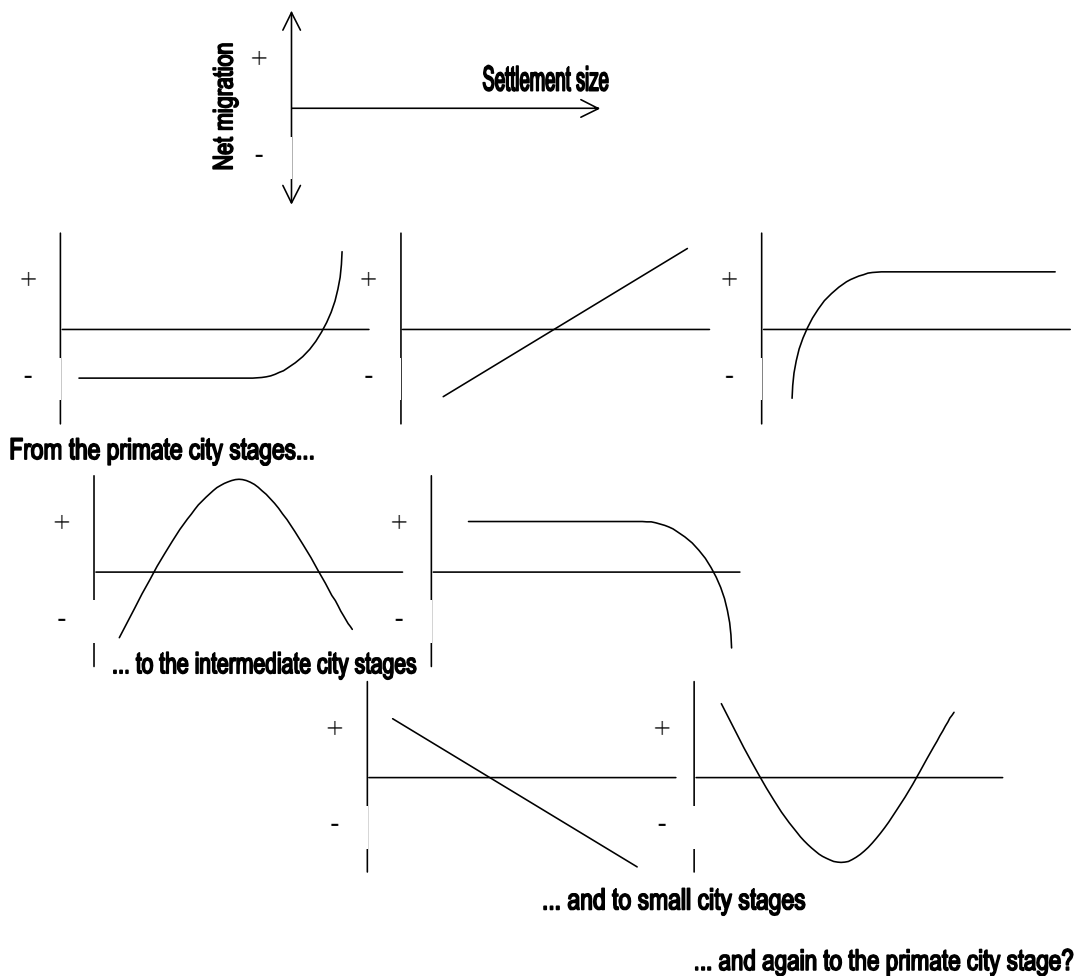 Net migration
+
-
Settlement size
+
-
+
-
+
-
From the primate city stages...
+
-
+
-
... to the intermediate city stages
+
-
+
-
... and to small city stages
... and again to the primate city stage?